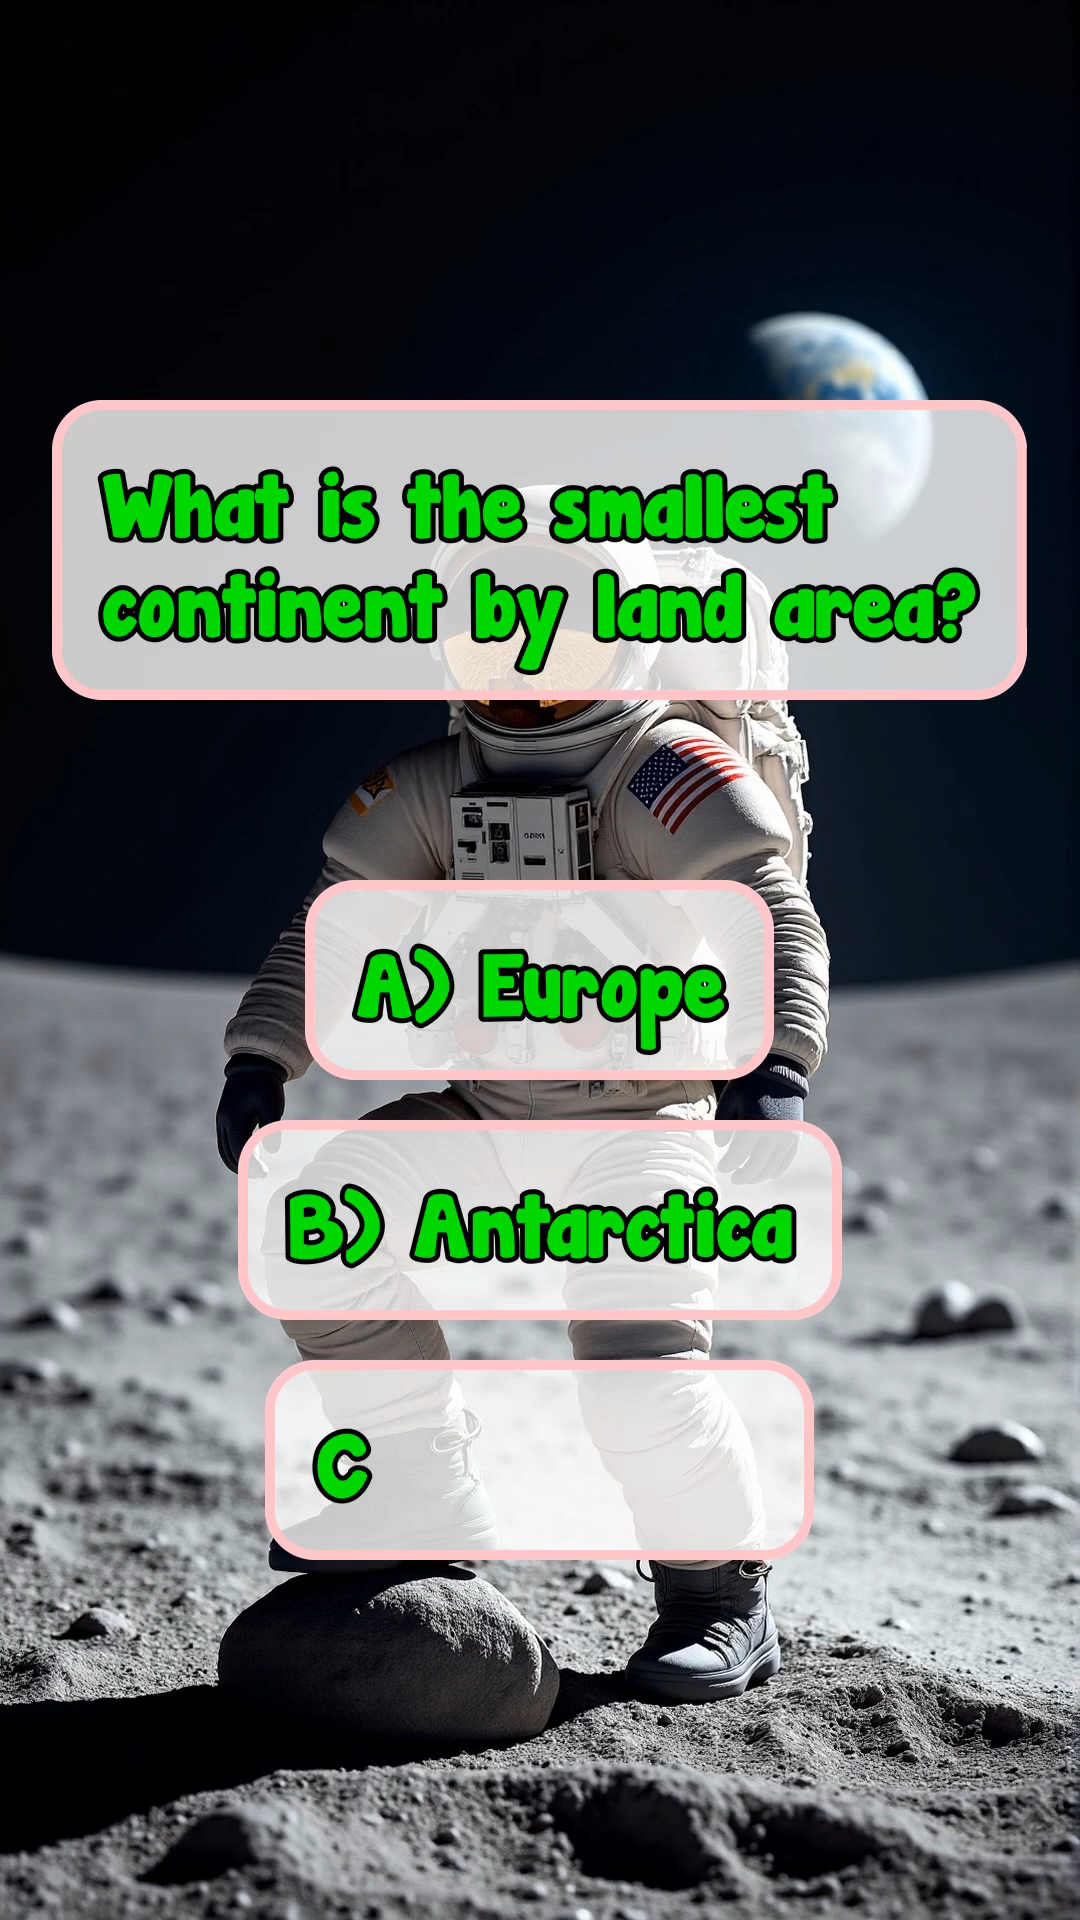 What is the smallest
continent by land area?
A) Europe
B) Antarctica
C